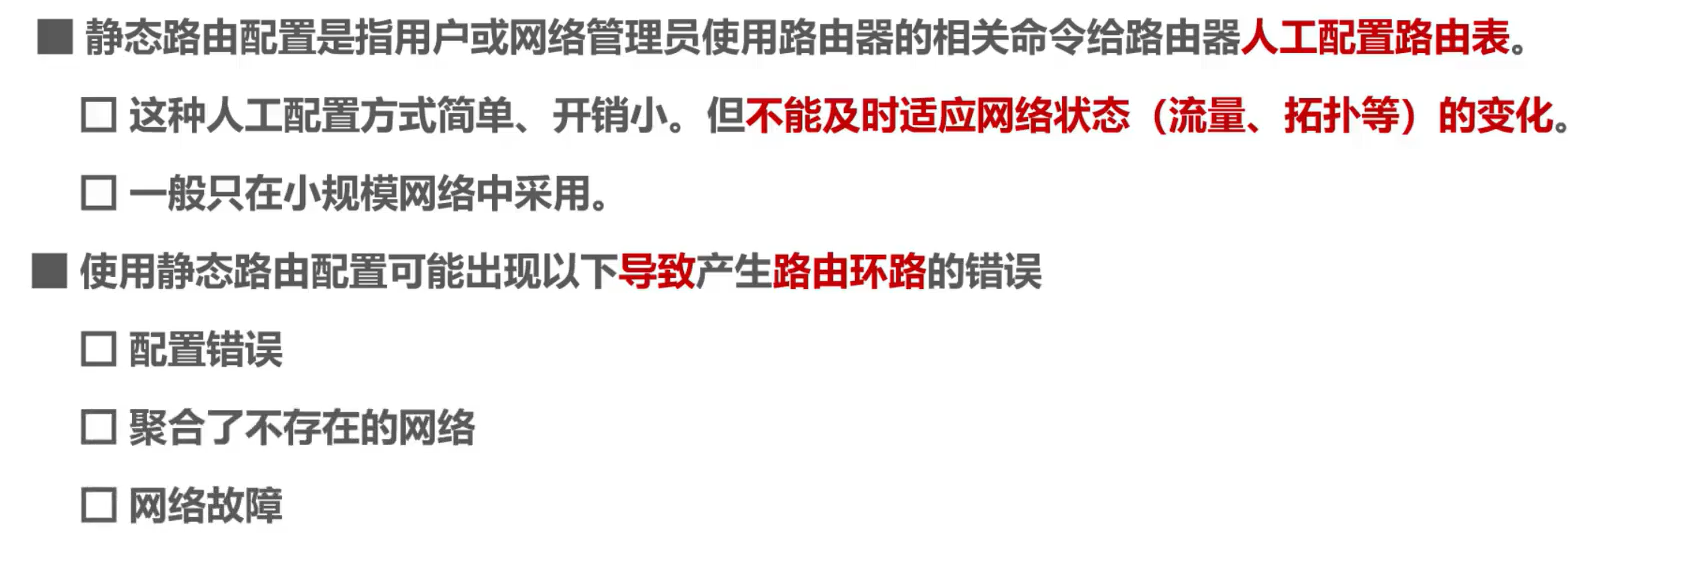 ■ 静态路由配置是指用户或网络管理员使用路由器的相关命令给路由器人工配置路由表。
□ 这种人工配置方式简单、开销小。但不能及时适应网络状态（流量、拓扑等）的变化。
□ 一般只在小规模网络中采用。
■ 使用静态路由配置可能出现以下导致产生路由环路的错误
□ 配置错误
□ 聚合了不存在的网络
□ 网络故障